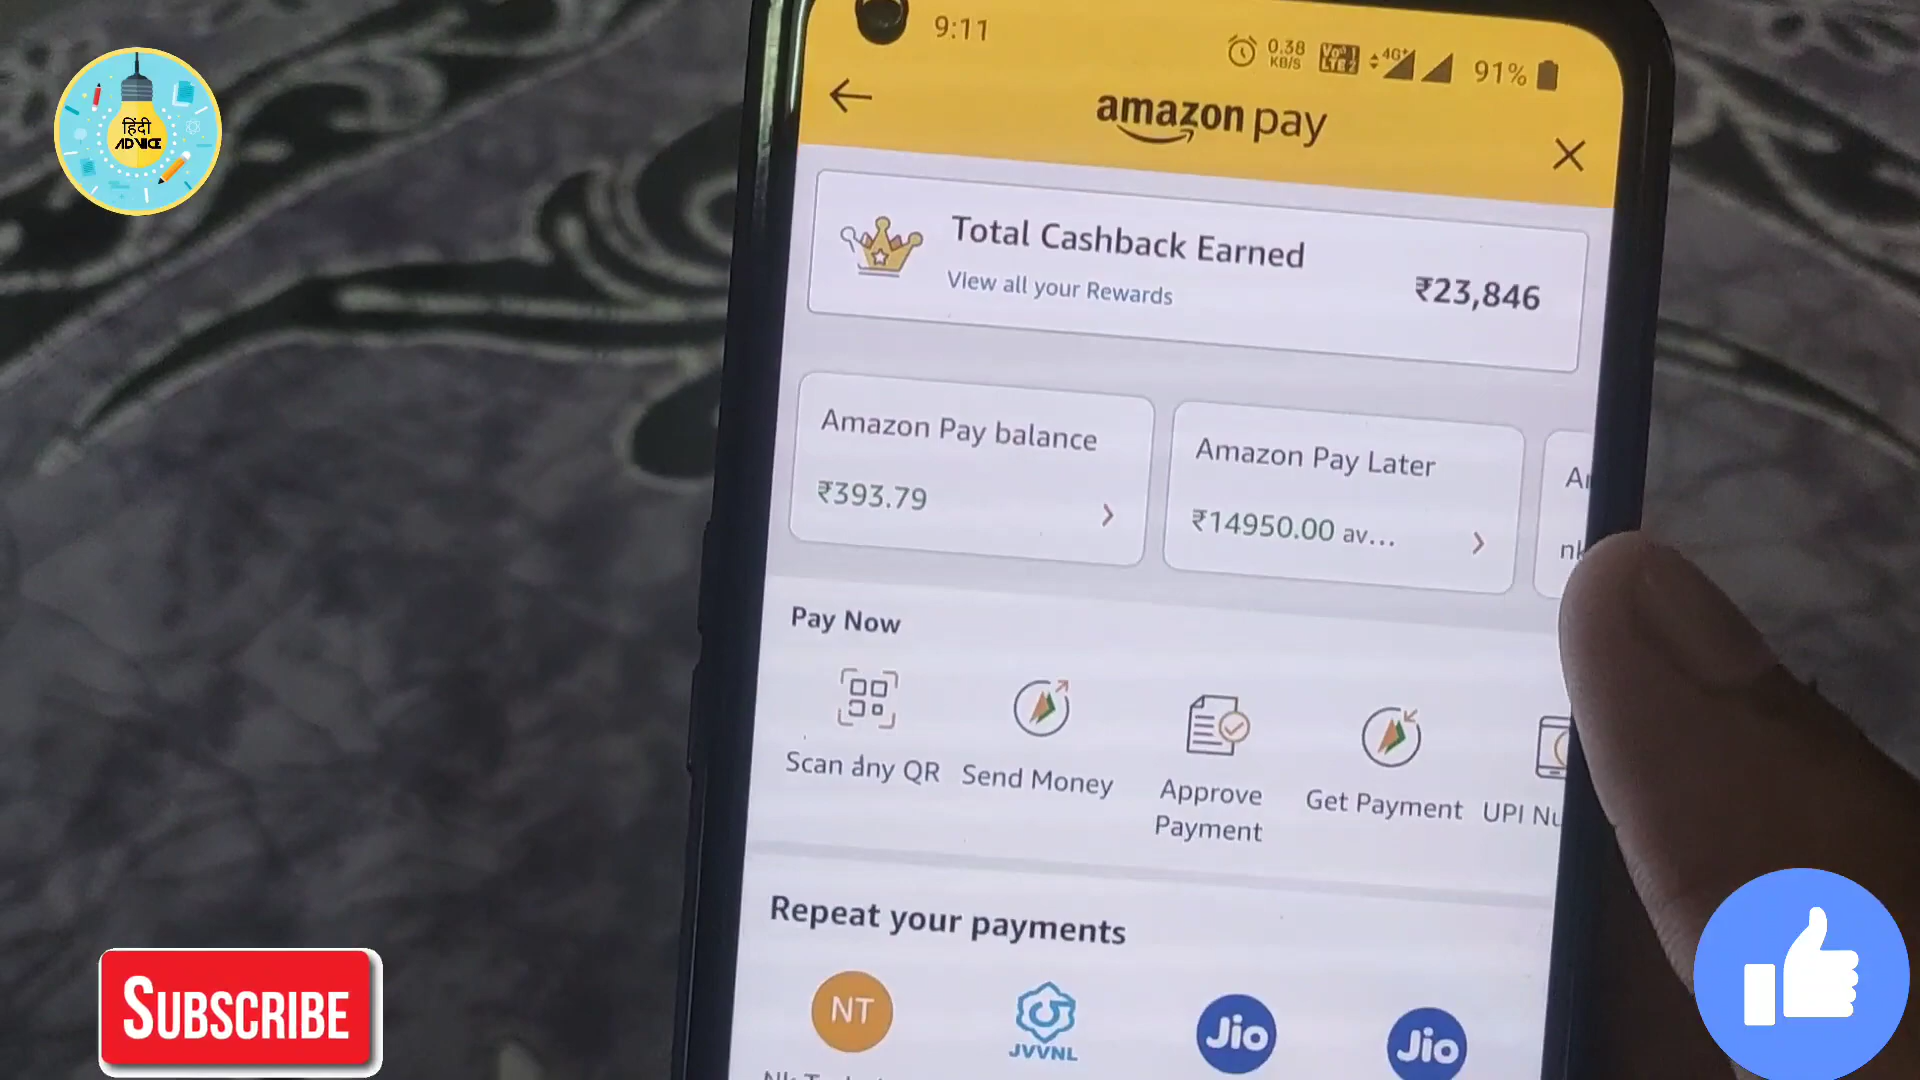 हिंदी
ADVICE
9:11
0.38
KB/S
4G+
91%
amazon pay
Total Cashback Earned
View all your Rewards
₹23,846
Amazon Pay balance
₹393.79
Amazon Pay Later
₹14950.00 av...
Pay Now
Scan any QR
Send Money
Approve
Payment
Get Payment
UPI Nu
Repeat your payments
NT
JVVNL
Jio
Jio
SUBSCRIBE